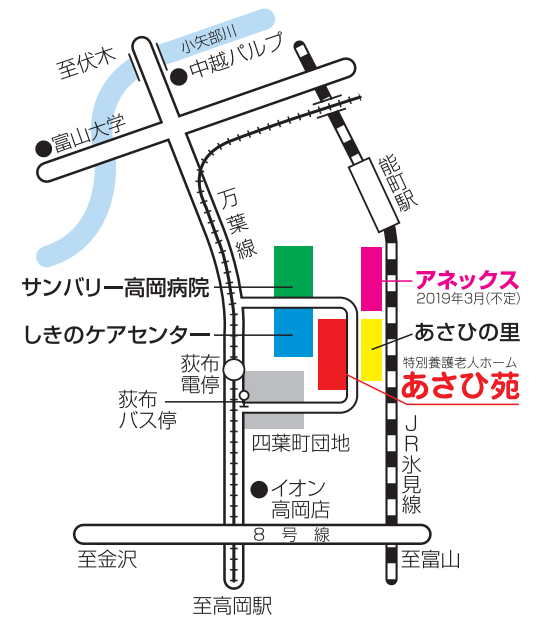 小矢部川
至伏木
中越パルプ
富山大学
能町駅
万葉線
サンバリー高岡病院
アネックス
2019年3月(不定)
しきのケアセンター
あさひの里
荻布
電停
特別養護老人ホーム
あさひ苑
荻布
バス停
四葉町団地
JR氷見線
イオン
高岡店
8号線
至金沢
至富山
至高岡駅